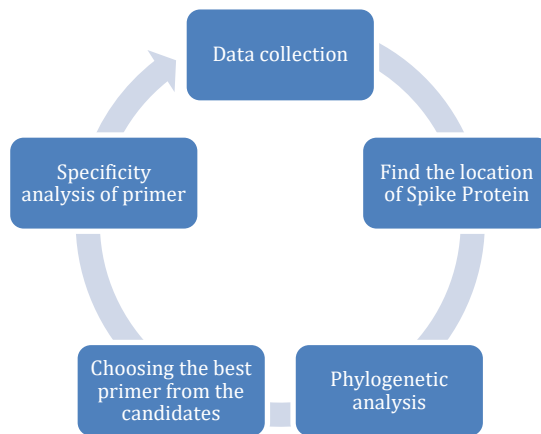 Data collection
Find the location
of Spike Protein
Phylogenetic
analysis
Choosing the best
primer from the
candidates
Specificity
analysis of primer